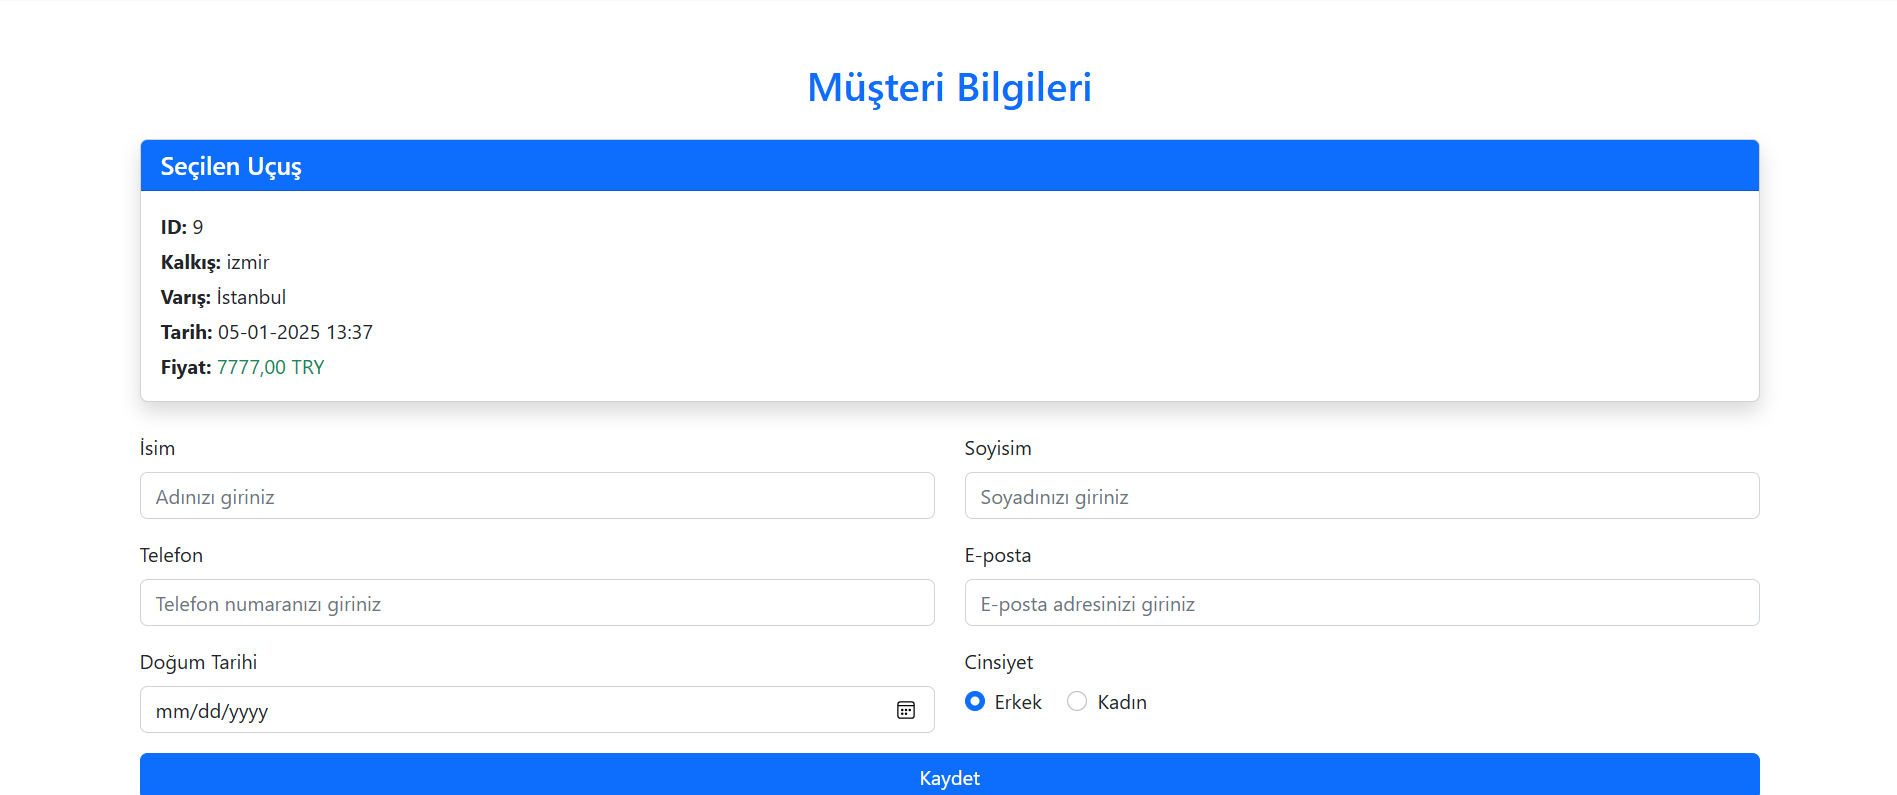 Müşteri Bilgileri
Seçilen Uçuş
ID: 9
Kalkış: izmir
Varış: İstanbul
Tarih: 05-01-2025 13:37
Fiyat: 7777,00 TRY
İsim
Soyisim
Adınızı giriniz
Soyadınızı giriniz
Telefon
E-posta
Telefon numaranızı giriniz
E-posta adresinizi giriniz
Doğum Tarihi
Cinsiyet
mm/dd/yyyy
Erkek Kadın
Kaydet